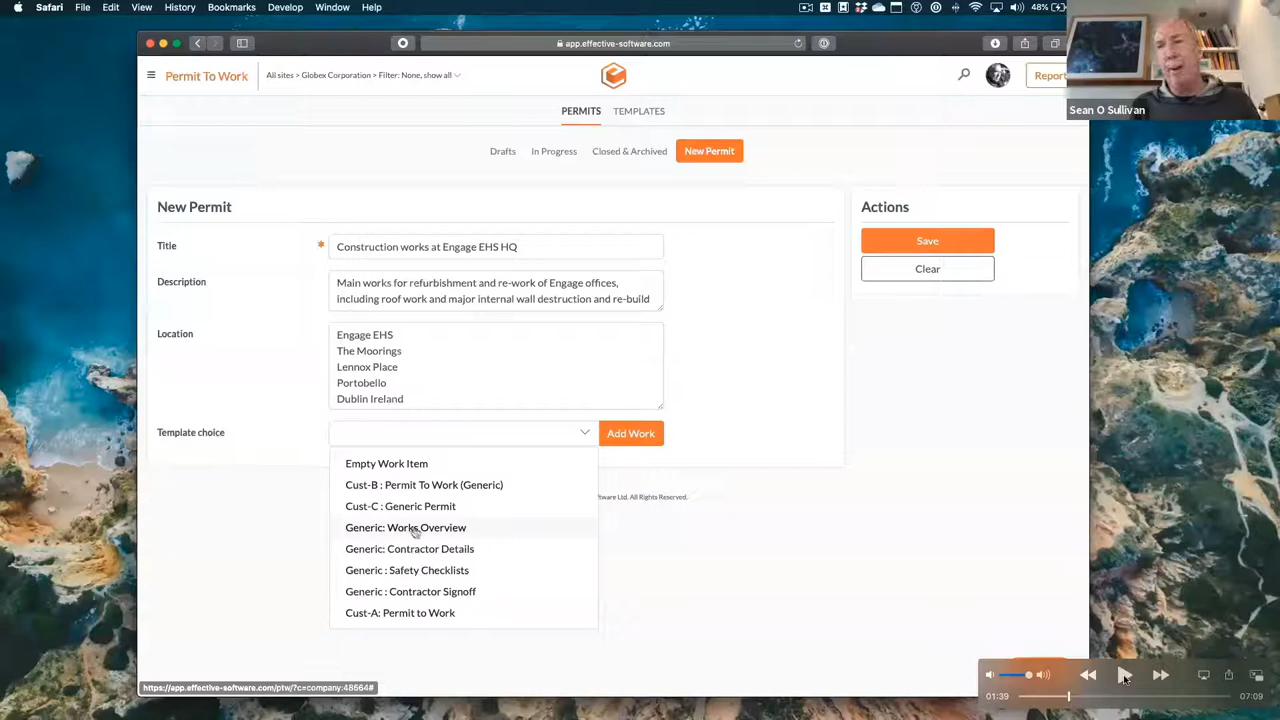 Safari File Edit View History Bookmarks Develop Window Help
48%
app.effective-software.com
Permit To Work
All sites > Globex Corporation > Filter: None, show all
Report
Sean O Sullivan
PERMITS TEMPLATES
Drafts In Progress Closed & Archived New Permit
New Permit
Actions
Title * Construction works at Engage EHS HQ
Save
Clear
Description
Main works for refurbishment and re-work of Engage offices,
including roof work and major internal wall destruction and re-build
Location
Engage EHS
The Moorings
Lennox Place
Portobello
Dublin Ireland
Template choice
Add Work
Empty Work Item
Cust-B : Permit To Work (Generic)
Cust-C : Generic Permit
Generic: Works Overview
Generic: Contractor Details
Generic : Safety Checklists
Generic : Contractor Signoff
Cust-A: Permit to Work
ftware Ltd. All Rights Reserved.
https://app.effective-software.com/ptw/?c=company:48664#
01:39
07:09